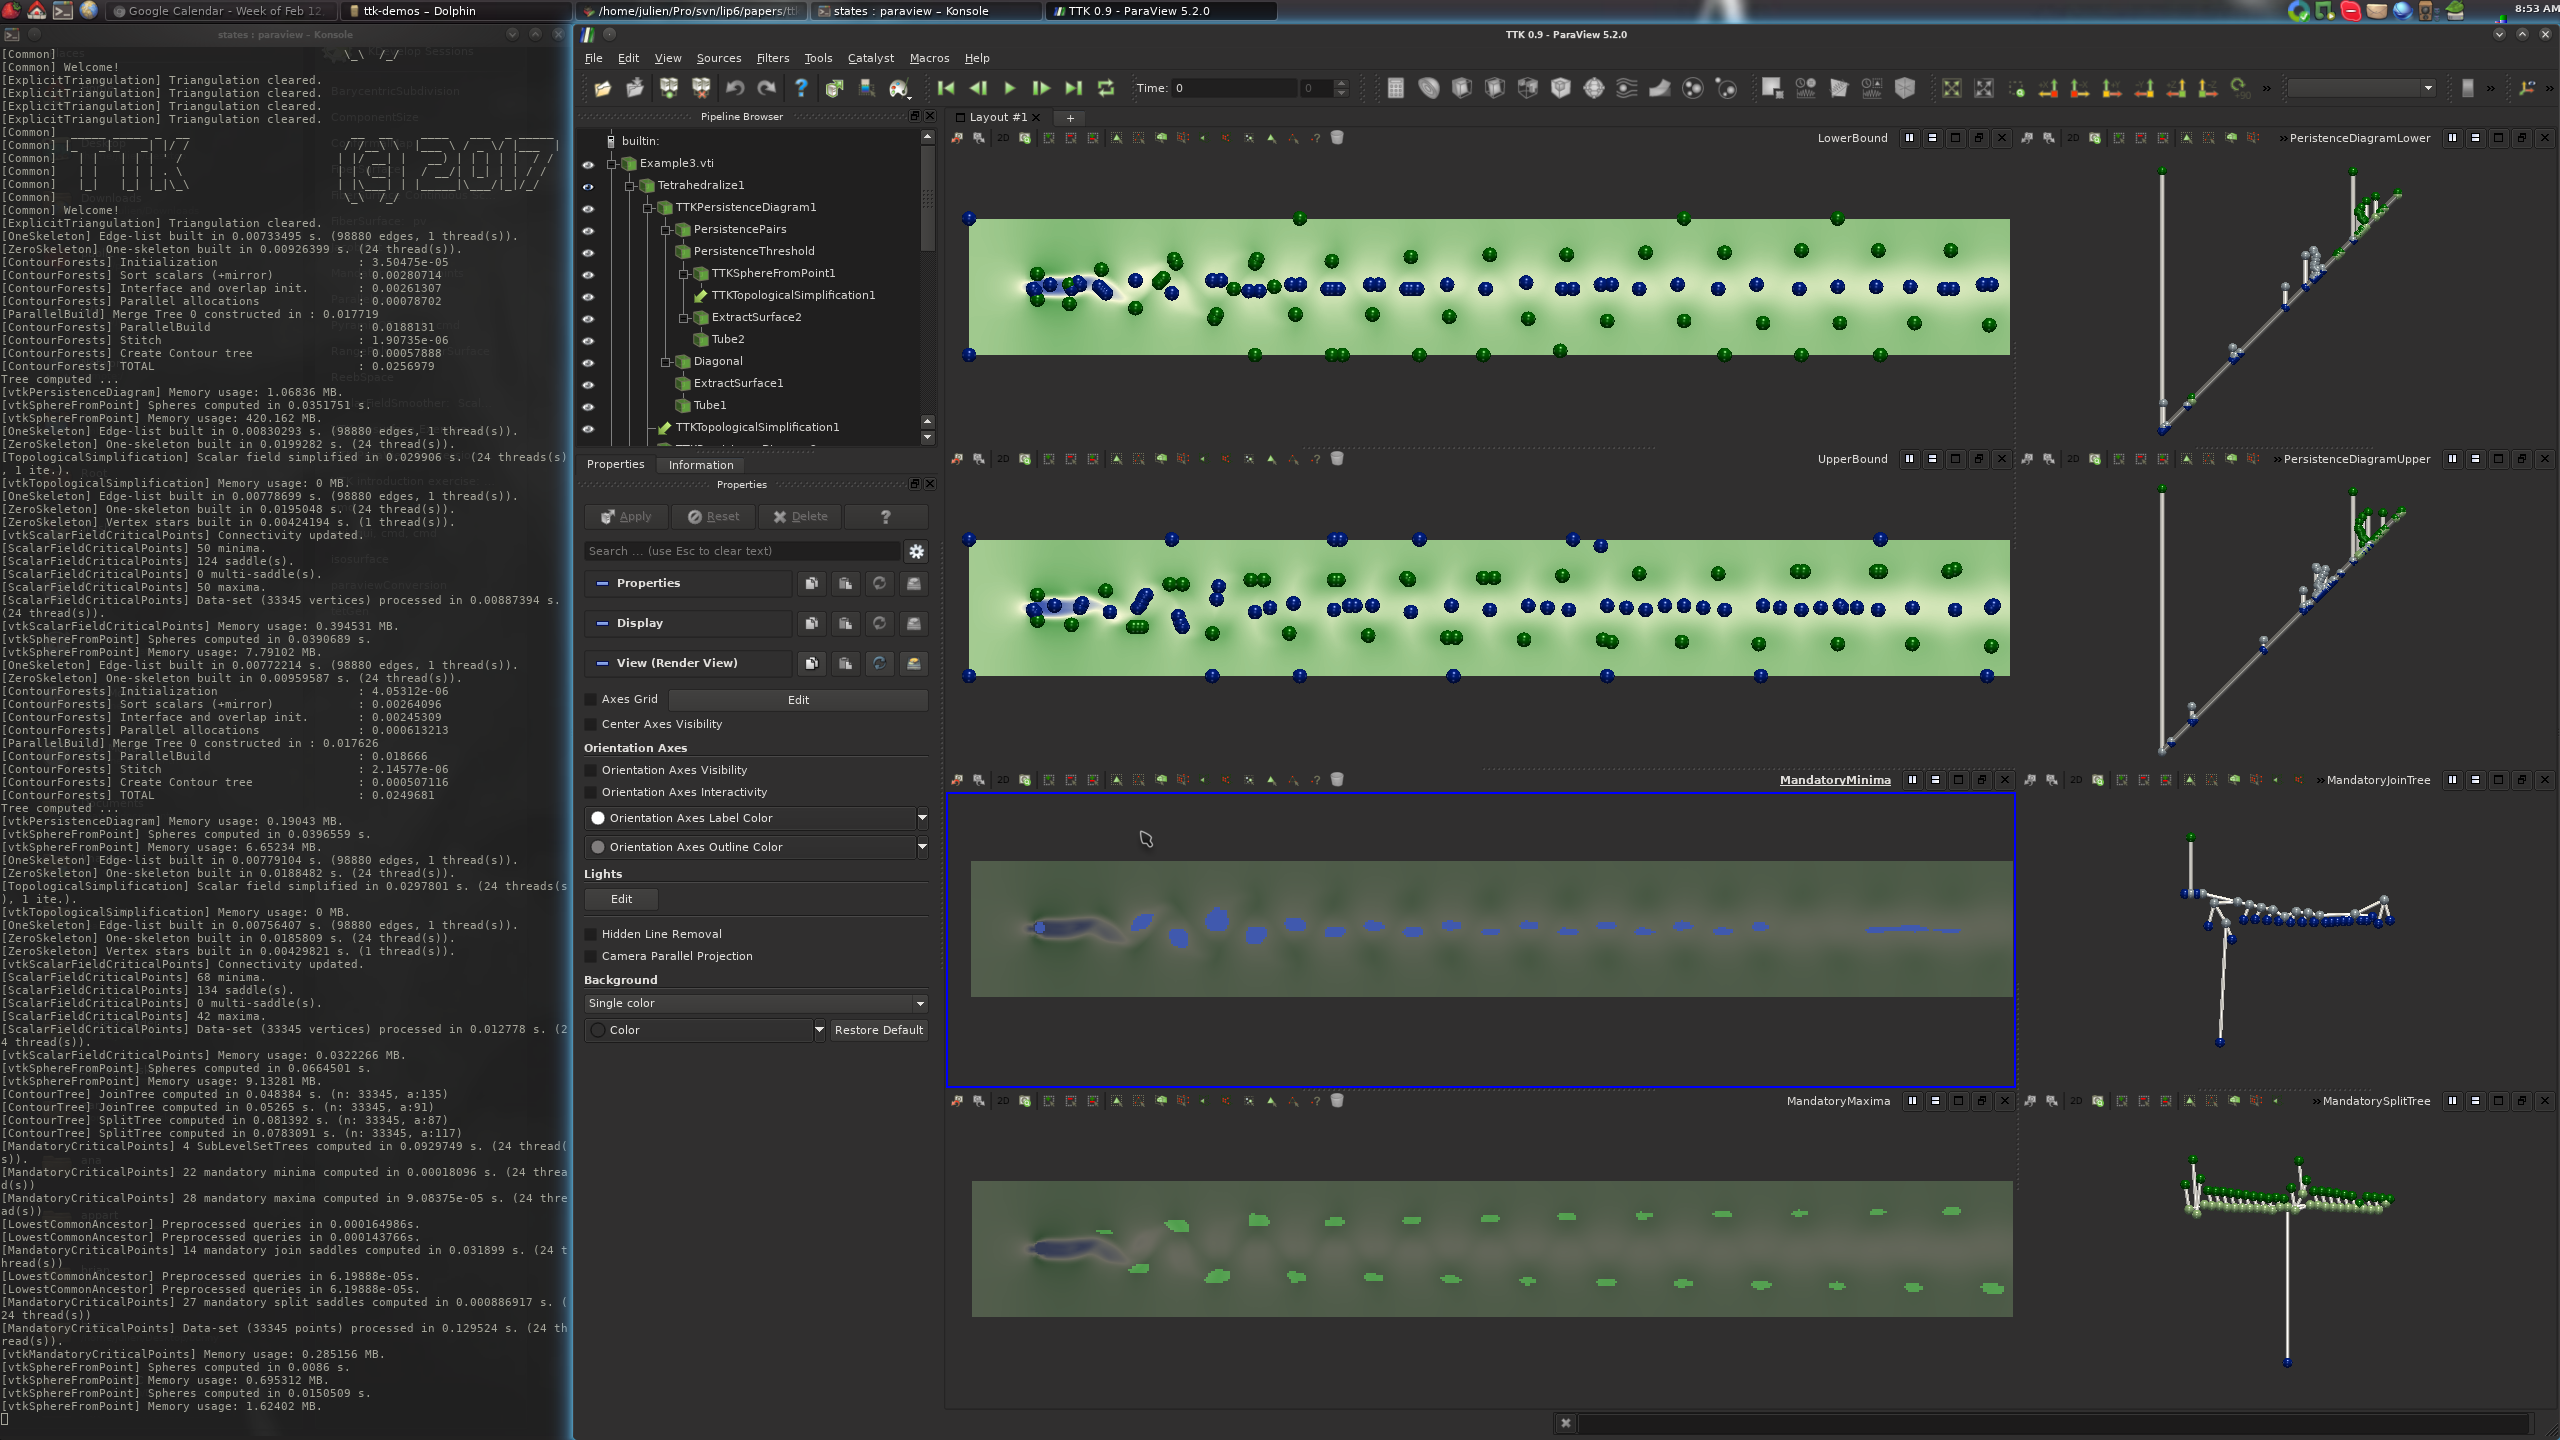 Google Calendar - Week of Feb 12,
ttk-demos – Dolphin
/home/julien/Pro/svn/lip6/papers/tt
states : paraview – Konsole
TTK 0.9 - ParaView 5.2.0
8:53 AM
states : paraview – Konsole
[Common]
[Common] Welcome!
[ExplicitTriangulation] Triangulation cleared.
[ExplicitTriangulation] Triangulation cleared.
[ExplicitTriangulation] Triangulation cleared.
[ExplicitTriangulation] Triangulation cleared.
[Common]
[Common]
[Common]
[Common]
[Common]
[Common]
[Common] Welcome!
[ExplicitTriangulation] Triangulation cleared.
[OneSkeleton] Edge-list built in 0.00733495 s. (98880 edges, 1 thread(s)).
[ZeroSkeleton] One-skeleton built in 0.00926399 s. (24 thread(s)).
[ContourForests] Initialization : 3.50475e-05
[ContourForests] Sort scalars (+mirror) : 0.00280714
[ContourForests] Interface and overlap init. : 0.00261307
[ContourForests] Parallel allocations : 0.00078702
[ParallelBuild] Merge Tree 0 constructed in : 0.017719
[ContourForests] ParallelBuild : 0.0188131
[ContourForests] Stitch : 1.90735e-06
[ContourForests] Create Contour tree : 0.00057888
[ContourForests] TOTAL : 0.0256979
Tree computed ...
[vtkPersistenceDiagram] Memory usage: 1.06836 MB.
[vtkSphereFromPoint] Spheres computed in 0.0351751 s.
[vtkSphereFromPoint] Memory usage: 420.162 MB.
[OneSkeleton] Edge-list built in 0.00830293 s. (98880 edges, 1 thread(s)).
[ZeroSkeleton] One-skeleton built in 0.0199282 s. (24 thread(s)).
[TopologicalSimplification] Scalar field simplified in 0.029906 s. (24 threads(s)
, 1 ite.).
[vtkTopologicalSimplification] Memory usage: 0 MB.
[OneSkeleton] Edge-list built in 0.00778699 s. (98880 edges, 1 thread(s)).
[ZeroSkeleton] One-skeleton built in 0.0195048 s. (24 thread(s)).
[ZeroSkeleton] Vertex stars built in 0.00424194 s. (1 thread(s)).
[vtkScalarFieldCriticalPoints] Connectivity updated.
[ScalarFieldCriticalPoints] 50 minima.
[ScalarFieldCriticalPoints] 124 saddle(s).
[ScalarFieldCriticalPoints] 0 multi-saddle(s).
[ScalarFieldCriticalPoints] 50 maxima.
[ScalarFieldCriticalPoints] Data-set (33345 vertices) processed in 0.00887394 s.
(24 thread(s)).
[vtkScalarFieldCriticalPoints] Memory usage: 0.394531 MB.
[vtkSphereFromPoint] Spheres computed in 0.0390689 s.
[vtkSphereFromPoint] Memory usage: 7.79102 MB.
[OneSkeleton] Edge-list built in 0.00772214 s. (98880 edges, 1 thread(s)).
[ZeroSkeleton] One-skeleton built in 0.00959587 s. (24 thread(s)).
[ContourForests] Initialization : 4.05312e-06
[ContourForests] Sort scalars (+mirror) : 0.00264096
[ContourForests] Interface and overlap init. : 0.00245309
[ContourForests] Parallel allocations : 0.000613213
[ParallelBuild] Merge Tree 0 constructed in : 0.017626
[ContourForests] ParallelBuild : 0.018666
[ContourForests] Stitch : 2.14577e-06
[ContourForests] Create Contour tree : 0.000507116
[ContourForests] TOTAL : 0.0249681
Tree computed ...
[vtkPersistenceDiagram] Memory usage: 0.19043 MB.
[vtkSphereFromPoint] Spheres computed in 0.0396559 s.
[vtkSphereFromPoint] Memory usage: 6.65234 MB.
[OneSkeleton] Edge-list built in 0.00779104 s. (98880 edges, 1 thread(s)).
[ZeroSkeleton] One-skeleton built in 0.0188482 s. (24 thread(s)).
[TopologicalSimplification] Scalar field simplified in 0.0297801 s. (24 threads(s
), 1 ite.).
[vtkTopologicalSimplification] Memory usage: 0 MB.
[OneSkeleton] Edge-list built in 0.00756407 s. (98880 edges, 1 thread(s)).
[ZeroSkeleton] One-skeleton built in 0.0185809 s. (24 thread(s)).
[ZeroSkeleton] Vertex stars built in 0.00429821 s. (1 thread(s)).
[vtkScalarFieldCriticalPoints] Connectivity updated.
[ScalarFieldCriticalPoints] 68 minima.
[ScalarFieldCriticalPoints] 134 saddle(s).
[ScalarFieldCriticalPoints] 0 multi-saddle(s).
[ScalarFieldCriticalPoints] 42 maxima.
[ScalarFieldCriticalPoints] Data-set (33345 vertices) processed in 0.012778 s. (2
4 thread(s)).
[vtkScalarFieldCriticalPoints] Memory usage: 0.0322266 MB.
[vtkSphereFromPoint] Spheres computed in 0.0664501 s.
[vtkSphereFromPoint] Memory usage: 9.13281 MB.
[ContourTree] JoinTree computed in 0.048384 s. (n: 33345, a:135)
[ContourTree] JoinTree computed in 0.05265 s. (n: 33345, a:91)
[ContourTree] SplitTree computed in 0.081392 s. (n: 33345, a:87)
[ContourTree] SplitTree computed in 0.0783091 s. (n: 33345, a:117)
[MandatoryCriticalPoints] 4 SubLevelSetTrees computed in 0.0929749 s. (24 thread(
s)).
[MandatoryCriticalPoints] 22 mandatory minima computed in 0.00018096 s. (24 threa
d(s))
[MandatoryCriticalPoints] 28 mandatory maxima computed in 9.08375e-05 s. (24 thre
ad(s))
[LowestCommonAncestor] Preprocessed queries in 0.000164986s.
[LowestCommonAncestor] Preprocessed queries in 0.000143766s.
[MandatoryCriticalPoints] 14 mandatory join saddles computed in 0.031899 s. (24 t
hread(s))
[LowestCommonAncestor] Preprocessed queries in 6.19888e-05s.
[LowestCommonAncestor] Preprocessed queries in 6.19888e-05s.
[MandatoryCriticalPoints] 27 mandatory split saddles computed in 0.000886917 s. (
24 thread(s))
[MandatoryCriticalPoints] Data-set (33345 points) processed in 0.129524 s. (24 th
read(s)).
[vtkMandatoryCriticalPoints] Memory usage: 0.285156 MB.
[vtkSphereFromPoint] Spheres computed in 0.0086 s.
[vtkSphereFromPoint] Memory usage: 0.695312 MB.
[vtkSphereFromPoint] Spheres computed in 0.0150509 s.
[vtkSphereFromPoint] Memory usage: 1.62402 MB.
TTK 0.9 - ParaView 5.2.0
File Edit View Sources Filters Tools Catalyst Macros Help
Time: 0
0
Pipeline Browser
builtin:
Example3.vti
Tetrahedralize1
TTKPersistenceDiagram1
PersistencePairs
PersistenceThreshold
TTKSphereFromPoint1
TTKTopologicalSimplification1
ExtractSurface2
Tube2
Diagonal
ExtractSurface1
Tube1
TTKTopologicalSimplification1
Properties Information
Properties
Apply Reset Delete ?
Search ... (use Esc to clear text)
Properties
Display
View (Render View)
Axes Grid Edit
Center Axes Visibility
Orientation Axes
Orientation Axes Visibility
Orientation Axes Interactivity
Orientation Axes Label Color
Orientation Axes Outline Color
Lights
Edit
Hidden Line Removal
Camera Parallel Projection
Background
Single color
Color Restore Default
Layout #1
+
2D LowerBound
2D PeristenceDiagramLower
2D UpperBound
2D PersistenceDiagramUpper
2D MandatoryMinima
2D MandatoryJoinTree
2D MandatoryMaxima
2D MandatorySplitTree